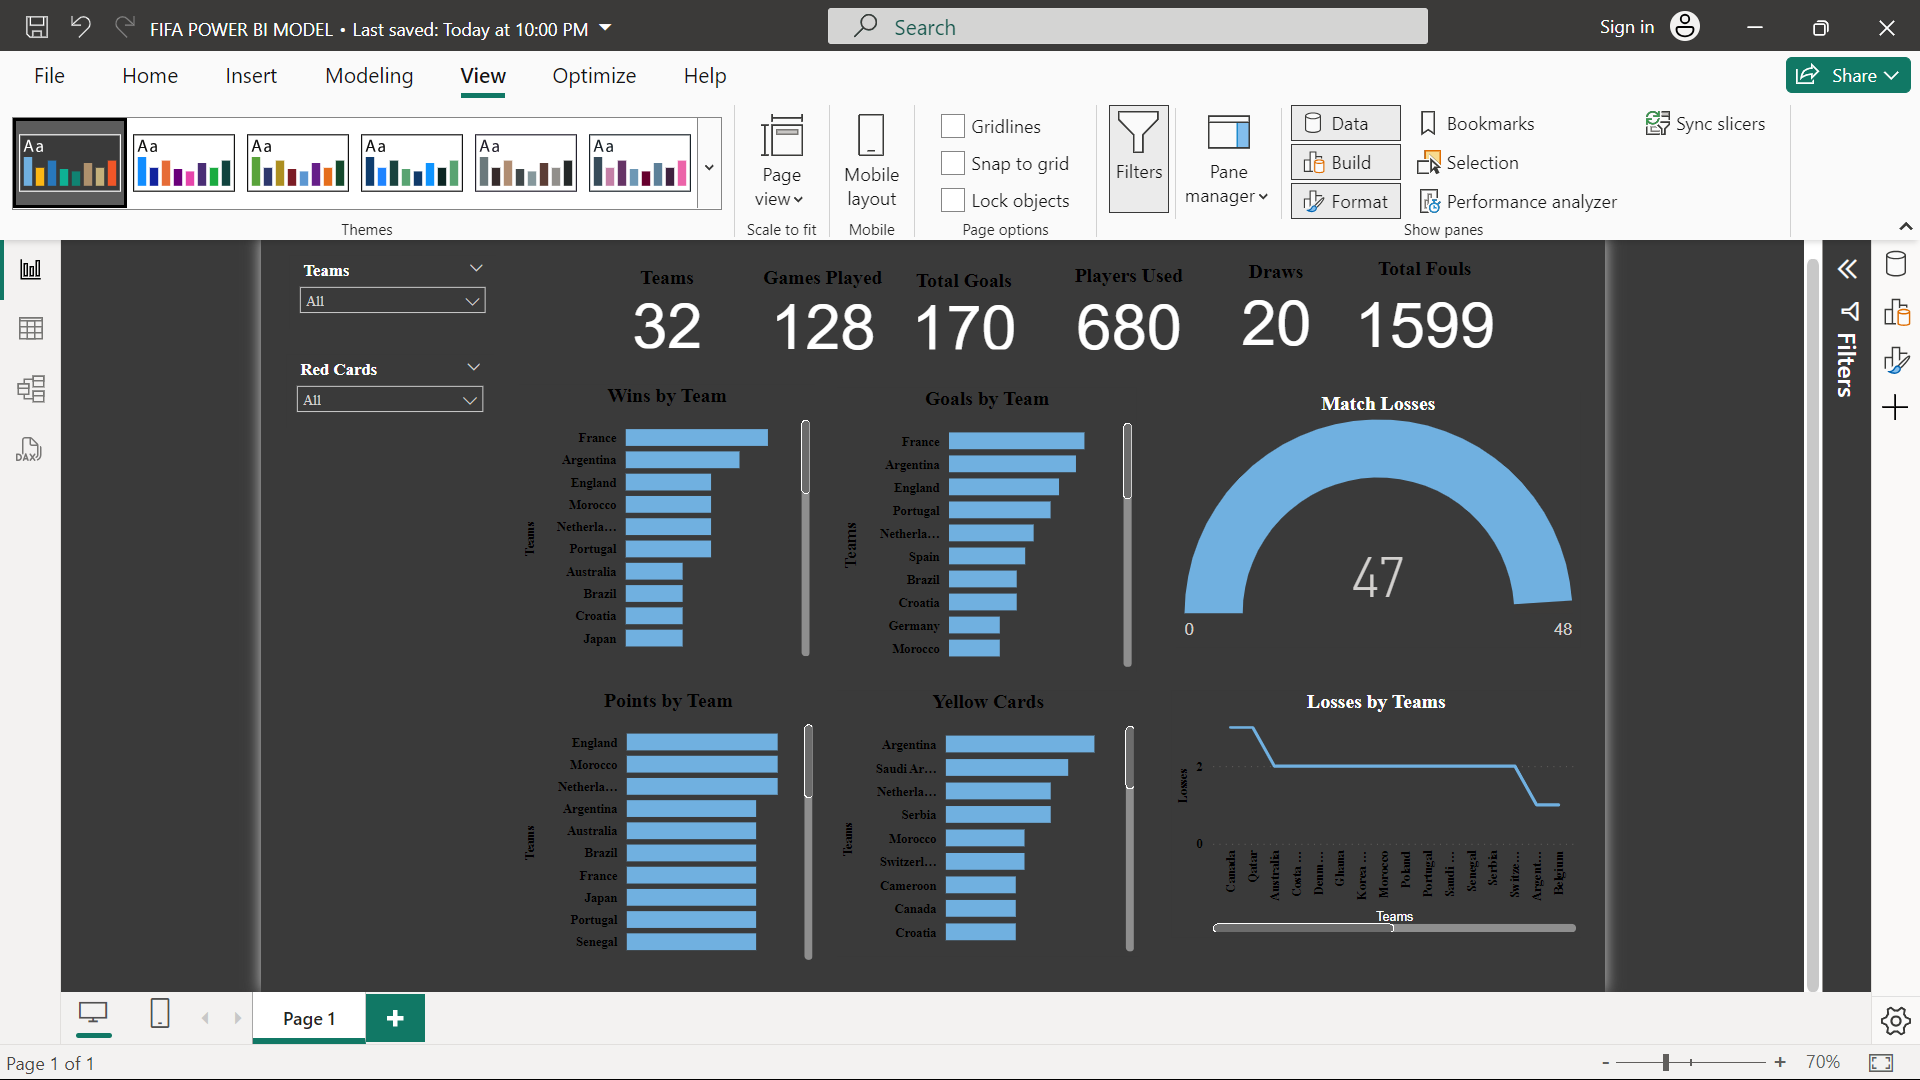 FIFA POWER BI MODEL • Last saved: Today at 10:00 PM
Search
Sign in
File
Home
Insert
Modeling
View
Optimize
Help
Share
Aa
Aa
Aa
Aa
Aa
Aa
Themes
Page view
Scale to fit
Mobile layout
Mobile
Gridlines
Snap to grid
Lock objects
Page options
Filters
Pane manager
Data
Build
Format
Bookmarks
Selection
Performance analyzer
Sync slicers
Show panes
DAX
Teams
All
Red Cards
All
Teams
32
Games Played
128
Total Goals
170
Players Used
680
Draws
20
Total Fouls
1599
Wins by Team
Teams
France
Argentina
England
Morocco
Netherla...
Portugal
Australia
Brazil
Croatia
Japan
Goals by Team
Teams
France
Argentina
England
Portugal
Netherla...
Spain
Brazil
Croatia
Germany
Morocco
Match Losses
47
0
48
Points by Team
Teams
England
Morocco
Netherla...
Argentina
Australia
Brazil
France
Japan
Portugal
Senegal
Yellow Cards
Teams
Argentina
Saudi Ar...
Netherla...
Serbia
Morocco
Switzerl...
Cameroon
Canada
Croatia
Losses by Teams
Losses
2
0
Canada
Qatar
Australia
Costa ...
Denm...
Ghana
Korea ...
Morocco
Poland
Portugal
Saudi ...
Senegal
Serbia
Switze...
Argent...
Belgium
Teams
Filters
Page 1
Page 1 of 1
70%